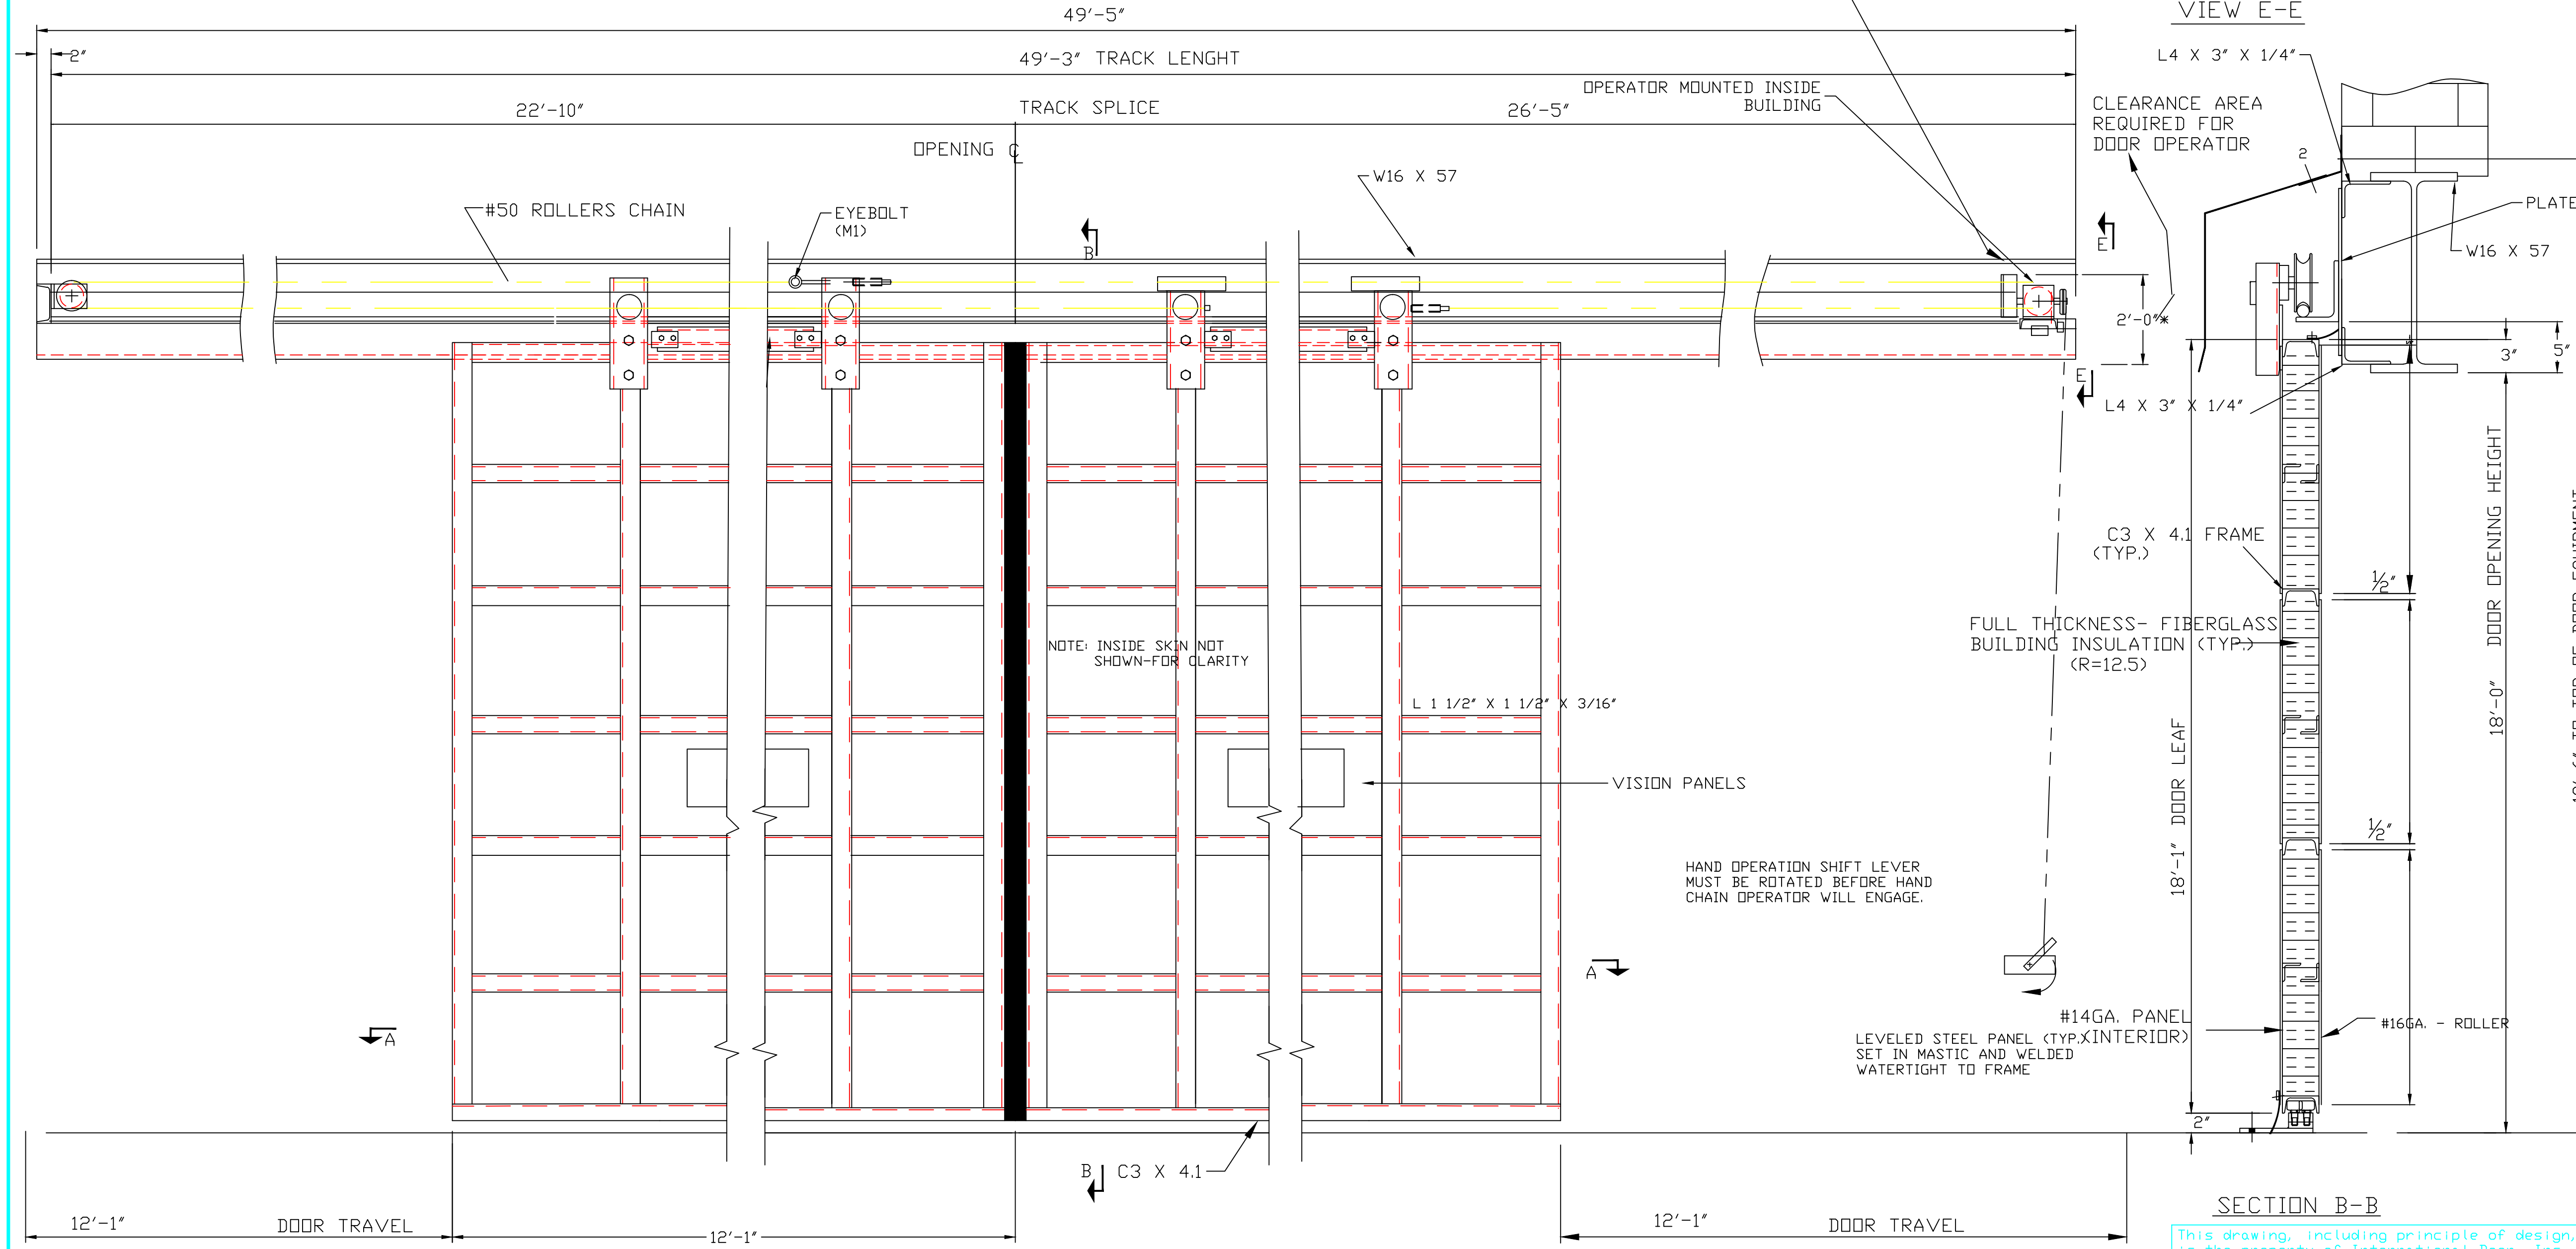 49'-5"
VIEW E-E
2"
49'-3" TRACK LENGHT
L4 X 3" X 1/4"
OPERATOR MOUNTED INSIDE
BUILDING
22'-10"
TRACK SPLICE
26'-5"
CLEARANCE AREA
REQUIRED FOR
DOOR OPERATOR
OPENING CL
2
W16 X 57
#50 ROLLERS CHAIN
EYEBOLT
(M1)
B
E
PLATE
W16 X 57
2'-0"*
3"
5"
E
L4 X 3" X 1/4"
18'-0" DOOR OPENING HEIGHT
C3 X 4.1 FRAME
(TYP.)
1/2"
FULL THICKNESS- FIBERGLASS
BUILDING INSULATION (TYP.)
(R=12.5)
NOTE: INSIDE SKIN NOT
SHOWN-FOR CLARITY
L 1 1/2" X 1 1/2" X 3/16"
VISION PANELS
18'-1" DOOR LEAF
1/2"
HAND OPERATION SHIFT LEVER
MUST BE ROTATED BEFORE HAND
CHAIN OPERATOR WILL ENGAGE.
A
A
#14GA. PANEL
(INTERIOR)
#16GA. - ROLLER
LEVELED STEEL PANEL (TYP.)
SET IN MASTIC AND WELDED
WATERTIGHT TO FRAME
2"
B
C3 X 4.1
SECTION B-B
12'-1"
DOOR TRAVEL
12'-1"
12'-1"
DOOR TRAVEL
This drawing, including principle of design,